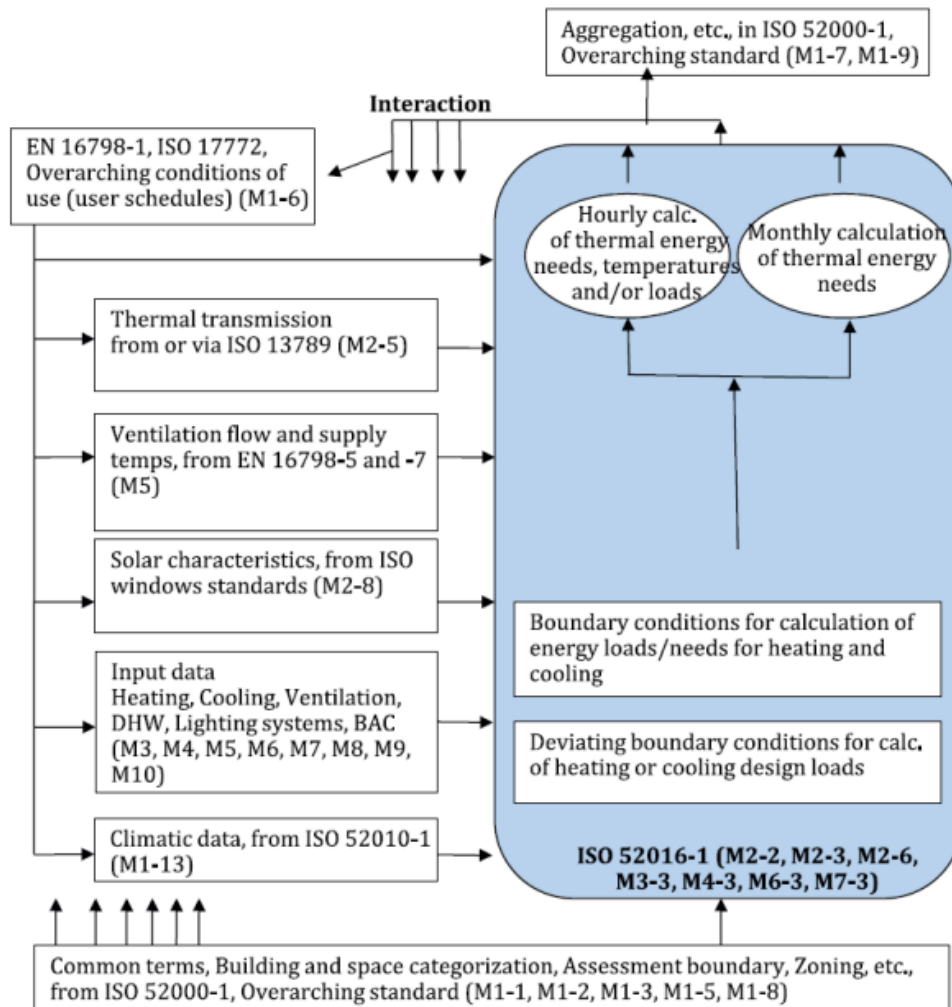 Aggregation, etc., in ISO 52000-1,
Overarching standard (M1-7, M1-9)
Interaction
EN 16798-1, ISO 17772,
Overarching conditions of
use (user schedules) (M1-6)
Hourly calc.
of thermal energy
needs, temperatures
and/or loads
Monthly calculation
of thermal energy
needs
Thermal transmission
from or via ISO 13789 (M2-5)
Ventilation flow and supply
temps, from EN 16798-5 and -7
(M5)
Solar characteristics, from ISO
windows standards (M2-8)
Boundary conditions for calculation of
energy loads/needs for heating and
cooling
Input data
Heating, Cooling, Ventilation,
DHW, Lighting systems, BAC
(M3, M4, M5, M6, M7, M8, M9,
M10)
Deviating boundary conditions for calc.
of heating or cooling design loads
Climatic data, from ISO 52010-1
(M1-13)
ISO 52016-1 (M2-2, M2-3, M2-6,
M3-3, M4-3, M6-3, M7-3)
Common terms, Building and space categorization, Assessment boundary, Zoning, etc.,
from ISO 52000-1, Overarching standard (M1-1, M1-2, M1-3, M1-5, M1-8)